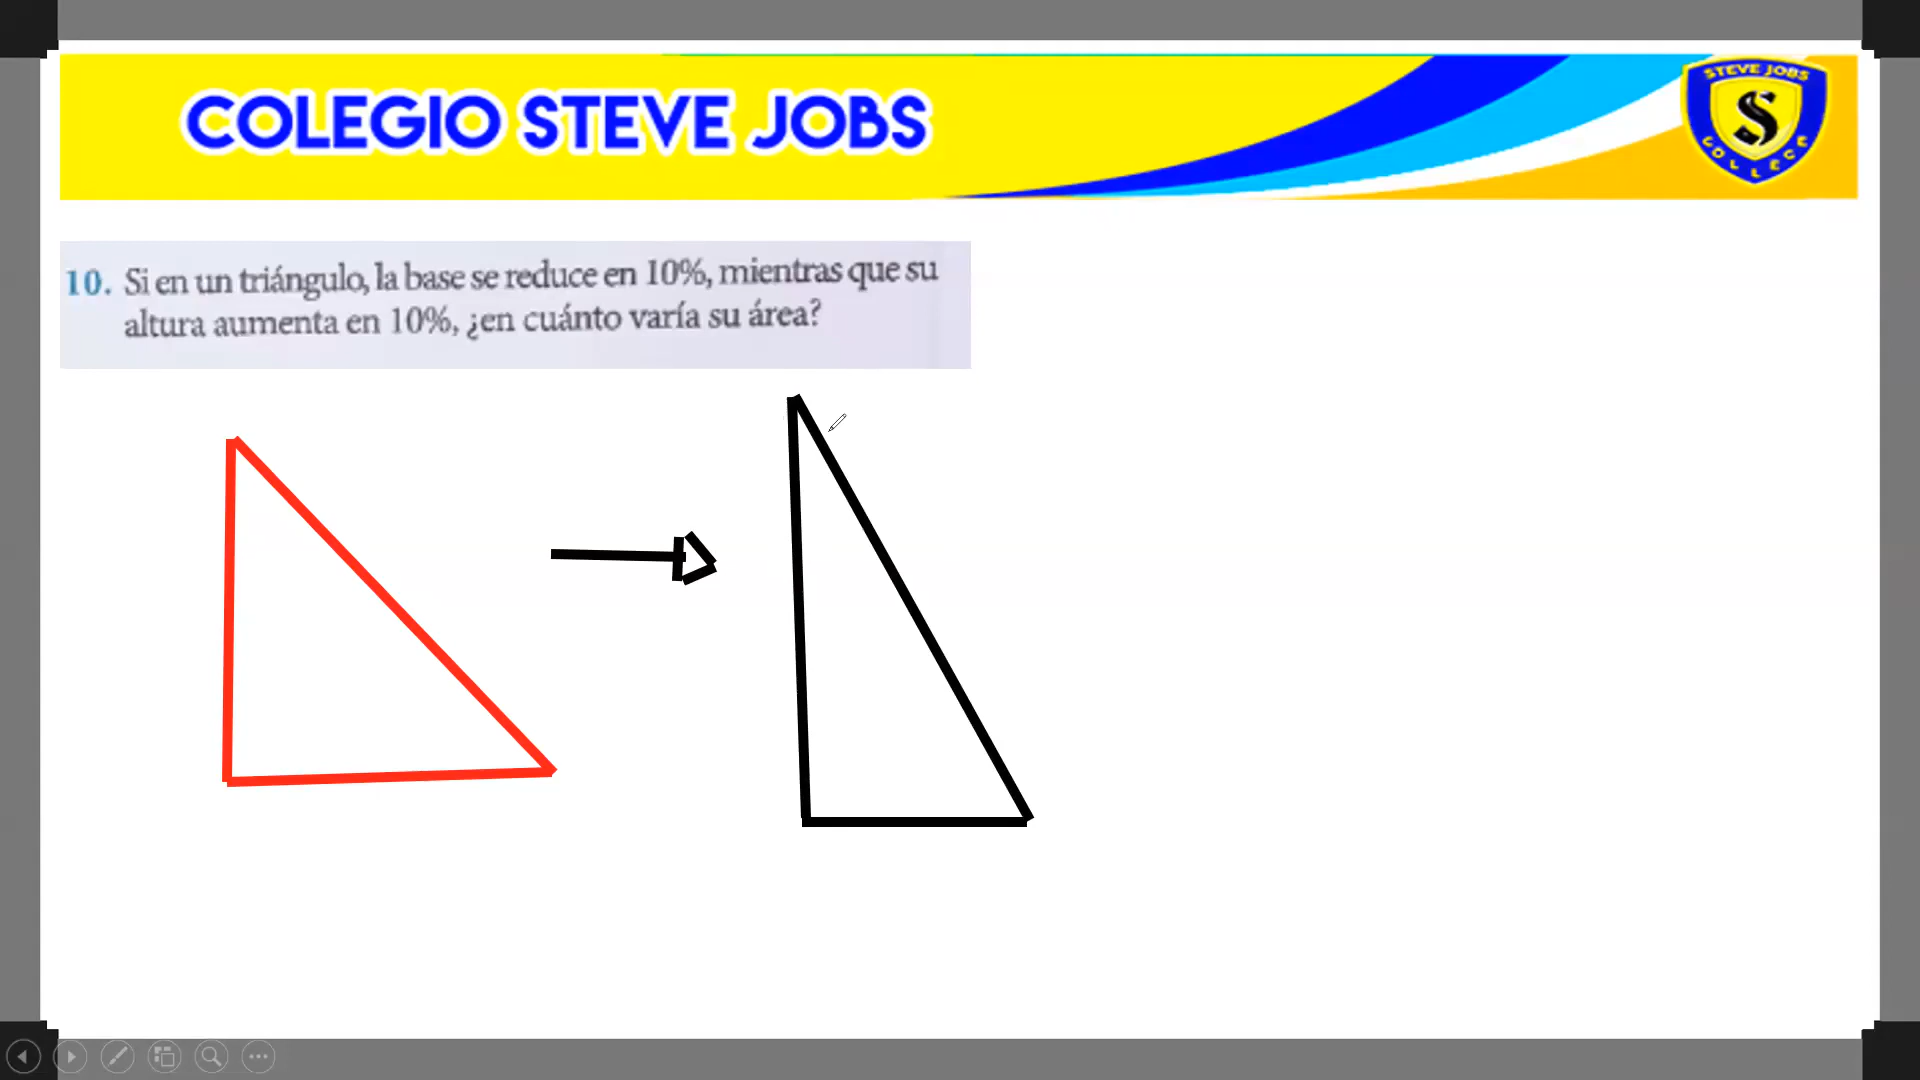 COLEGIO STEVE JOBS
STEVE JOBS
S
COLLEGE
10. Si en un triángulo, la base se reduce en 10%, mientras que su
altura aumenta en 10%, ¿en cuánto varía su área?